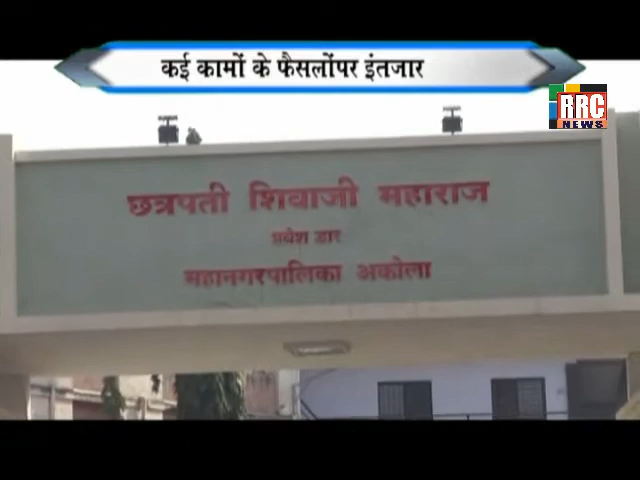 कई कामों के फैसलोंपर इंतजार
RRC
NEWS
छत्रपती शिवाजी महाराज
प्रवेश द्वार
महानगरपालिका अकोला